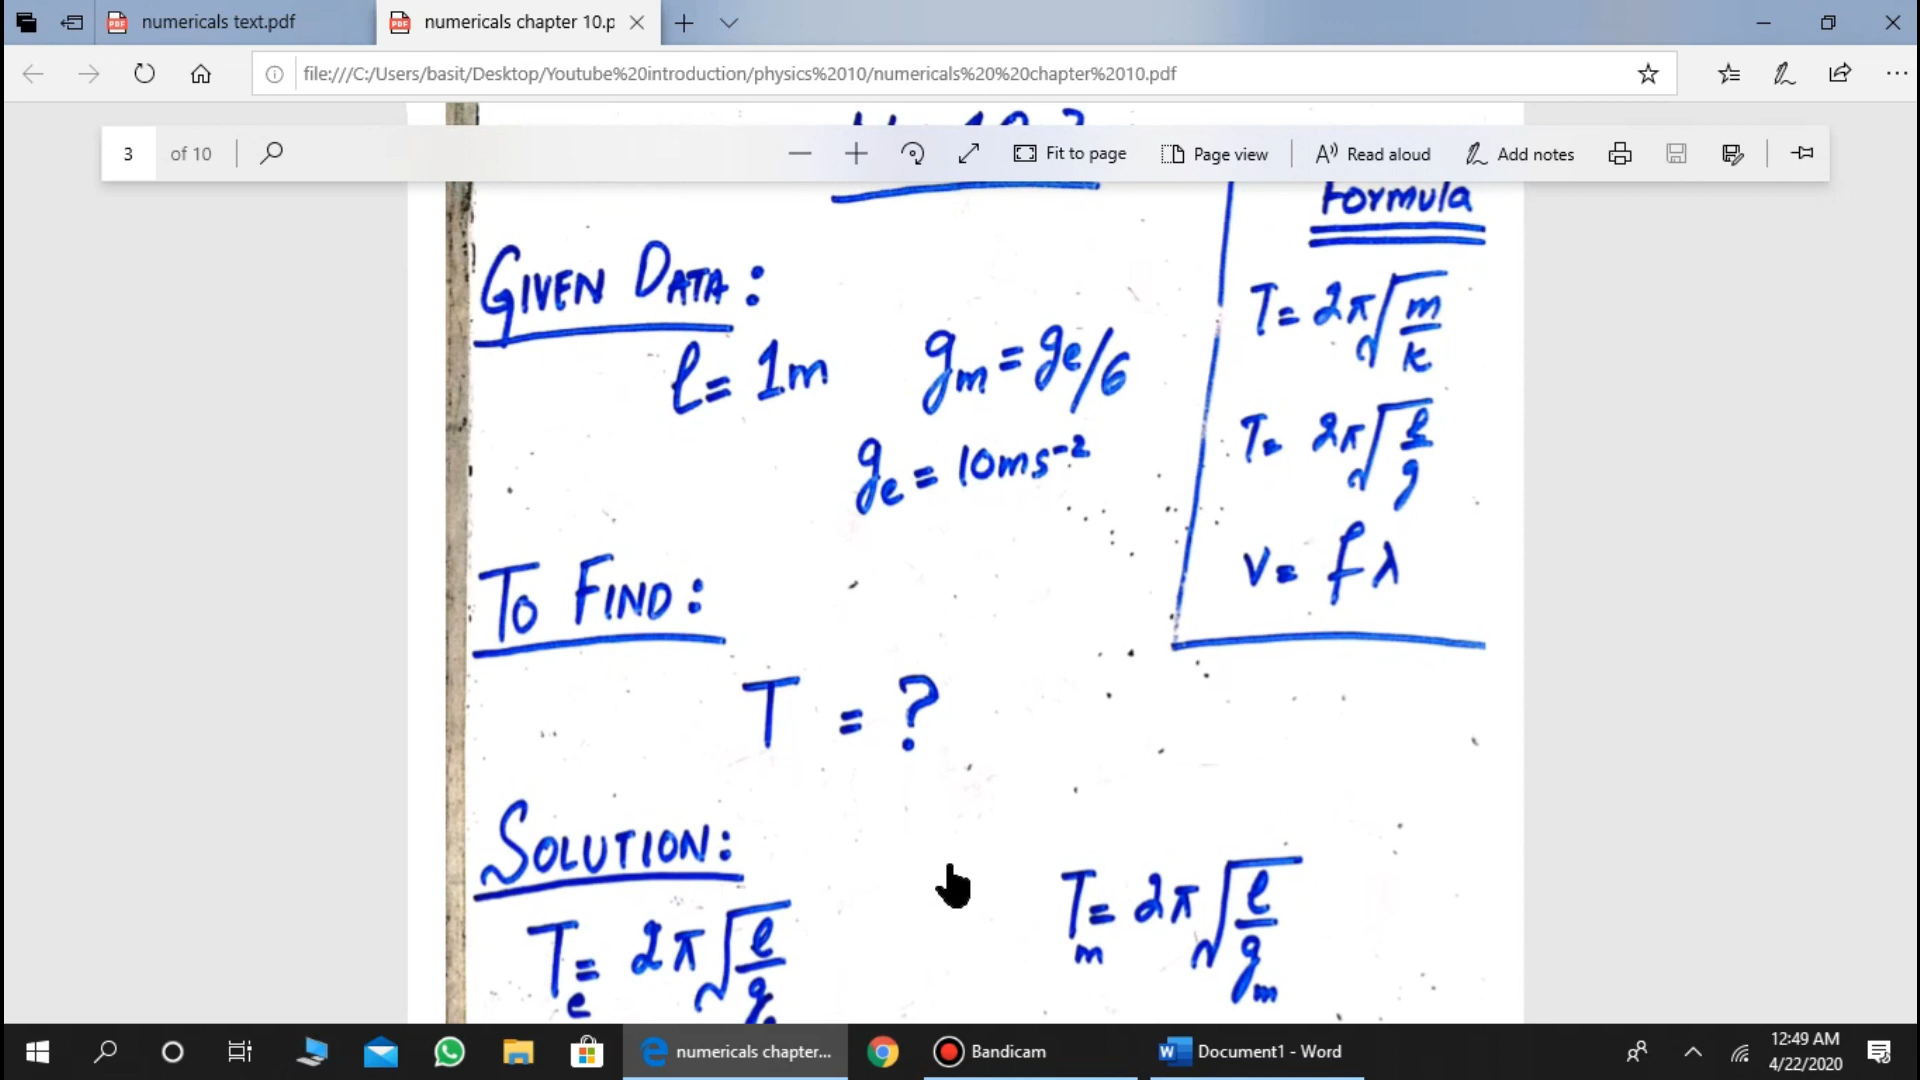 numericals text.pdf
numericals chapter 10.p
file:///C:/Users/basit/Desktop/Youtube%20introduction/physics%2010/numericals%20%20chapter%2010.pdf
3 of 10
Fit to page
Page view
Read aloud
Add notes
Formula
GIVEN DATA:
T= 2π√m/k
l= 1m gm = ge/6
T= 2π√l/g
ge = 10ms⁻²
v= fλ
TO FIND:
T = ?
SOLUTION:
Te= 2π√l/g
Tm= 2π√l/gm
numericals chapter...
Bandicam
Document1 - Word
12:49 AM
4/22/2020